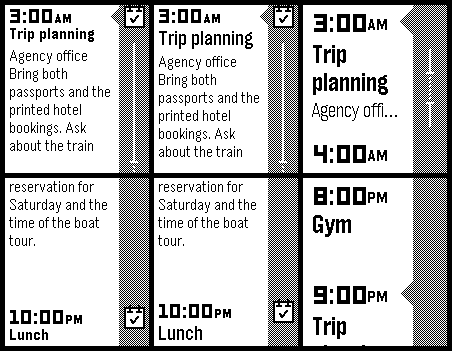 3:00AM
Trip planning
Agency office
Bring both
passports and the
printed hotel
bookings. Ask
about the train
3:00AM
Trip planning
Agency office
Bring both
passports and the
printed hotel
bookings. Ask
about the train
3:00AM
Trip
planning
Agency offi...
4:00AM
reservation for
Saturday and the
time of the boat
tour.
10:00PM
Lunch
reservation for
Saturday and the
time of the boat
tour.
10:00PM
Lunch
8:00PM
Gym
9:00PM
Trip